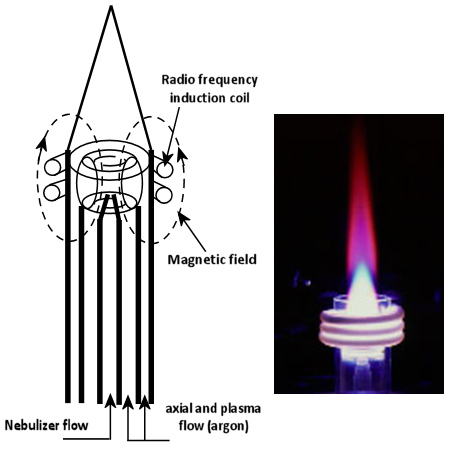 Radio frequency
induction coil
Magnetic field
axial and plasma
flow (argon)
Nebulizer flow